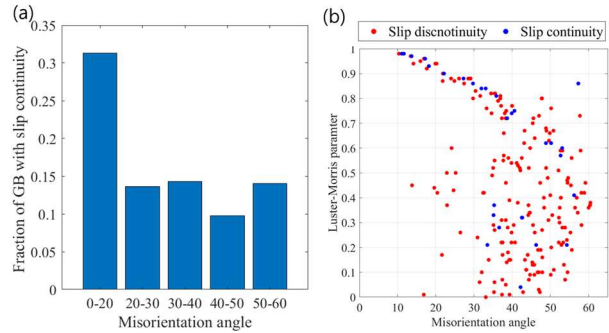 (a)
Fraction of GB with slip continuity
0.35
0.3
0.25
0.2
0.15
0.1
0.05
0
0-20 20-30 30-40 40-50 50-60
Misorientation angle
(b)
Slip discnotinuity Slip continuity
Luster-Morris paramter
1
0.9
0.8
0.7
0.6
0.5
0.4
0.3
0.2
0.1
0
0 10 20 30 40 50 60
Misorientation angle